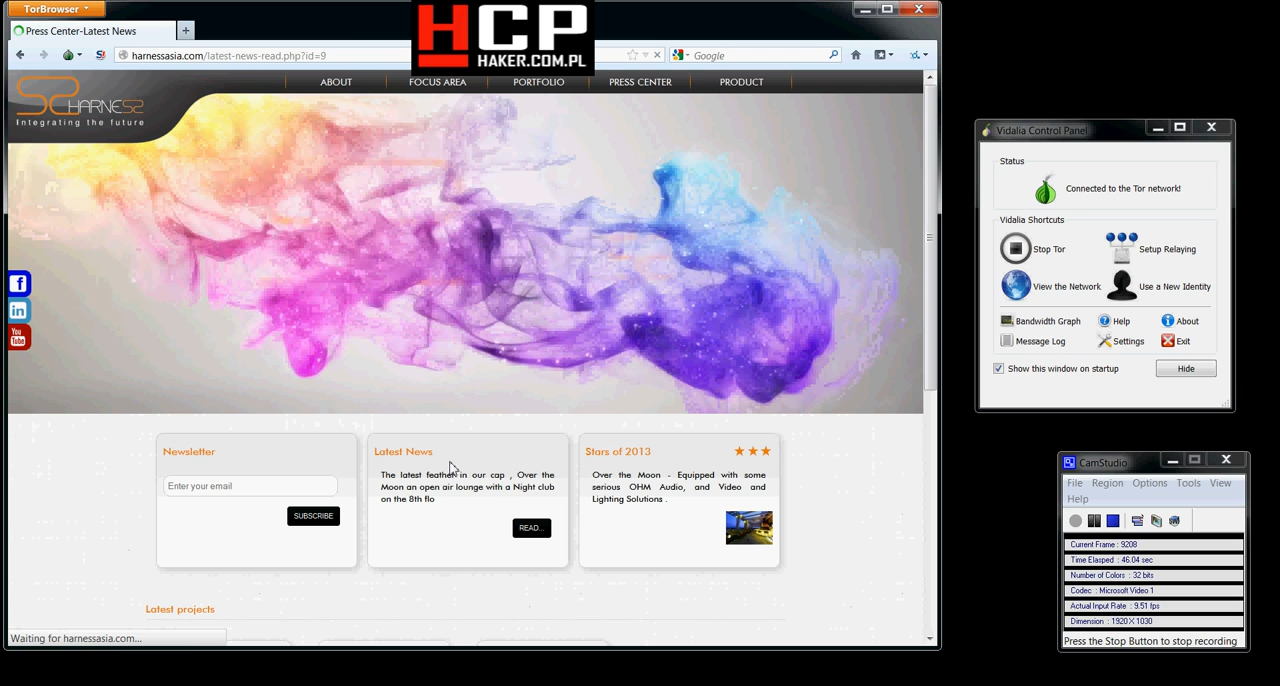 TorBrowser
HCP
HAKER.COM.PL
Press Center-Latest News
harnessasia.com/latest-news-read.php?id=9
Google
HARNESS
Integrating the future
ABOUT
FOCUS AREA
PORTFOLIO
PRESS CENTER
PRODUCT
f
in
You
Tube
Newsletter
Enter your email
SUBSCRIBE
Latest News
The latest feather in our cap , Over the
Moon an open air lounge with a Night club
on the 8th flo
READ...
Stars of 2013
Over the Moon - Equipped with some
serious OHM Audio, and Video and
Lighting Solutions .
Latest projects
Waiting for harnessasia.com...
Vidalia Control Panel
Status
Connected to the Tor network!
Vidalia Shortcuts
Stop Tor
Setup Relaying
View the Network
Use a New Identity
Bandwidth Graph
Help
About
Message Log
Settings
Exit
Show this window on startup
Hide
CamStudio
File Region Options Tools View
Help
Current Frame : 9208
Time Elasped : 46.04 sec
Number of Colors : 32 bits
Codec : Microsoft Video 1
Actual Input Rate : 9.51 fps
Dimension : 1920 X 1030
Press the Stop Button to stop recording